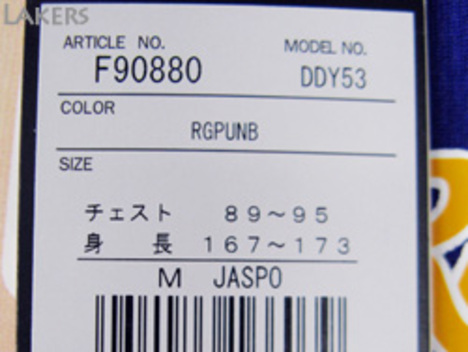 LAKERS
ARTICLE NO. MODEL NO.
F90880 DDY53
COLOR
RGPUNB
SIZE
チェスト 89～95
身長 167～173
M JASPO